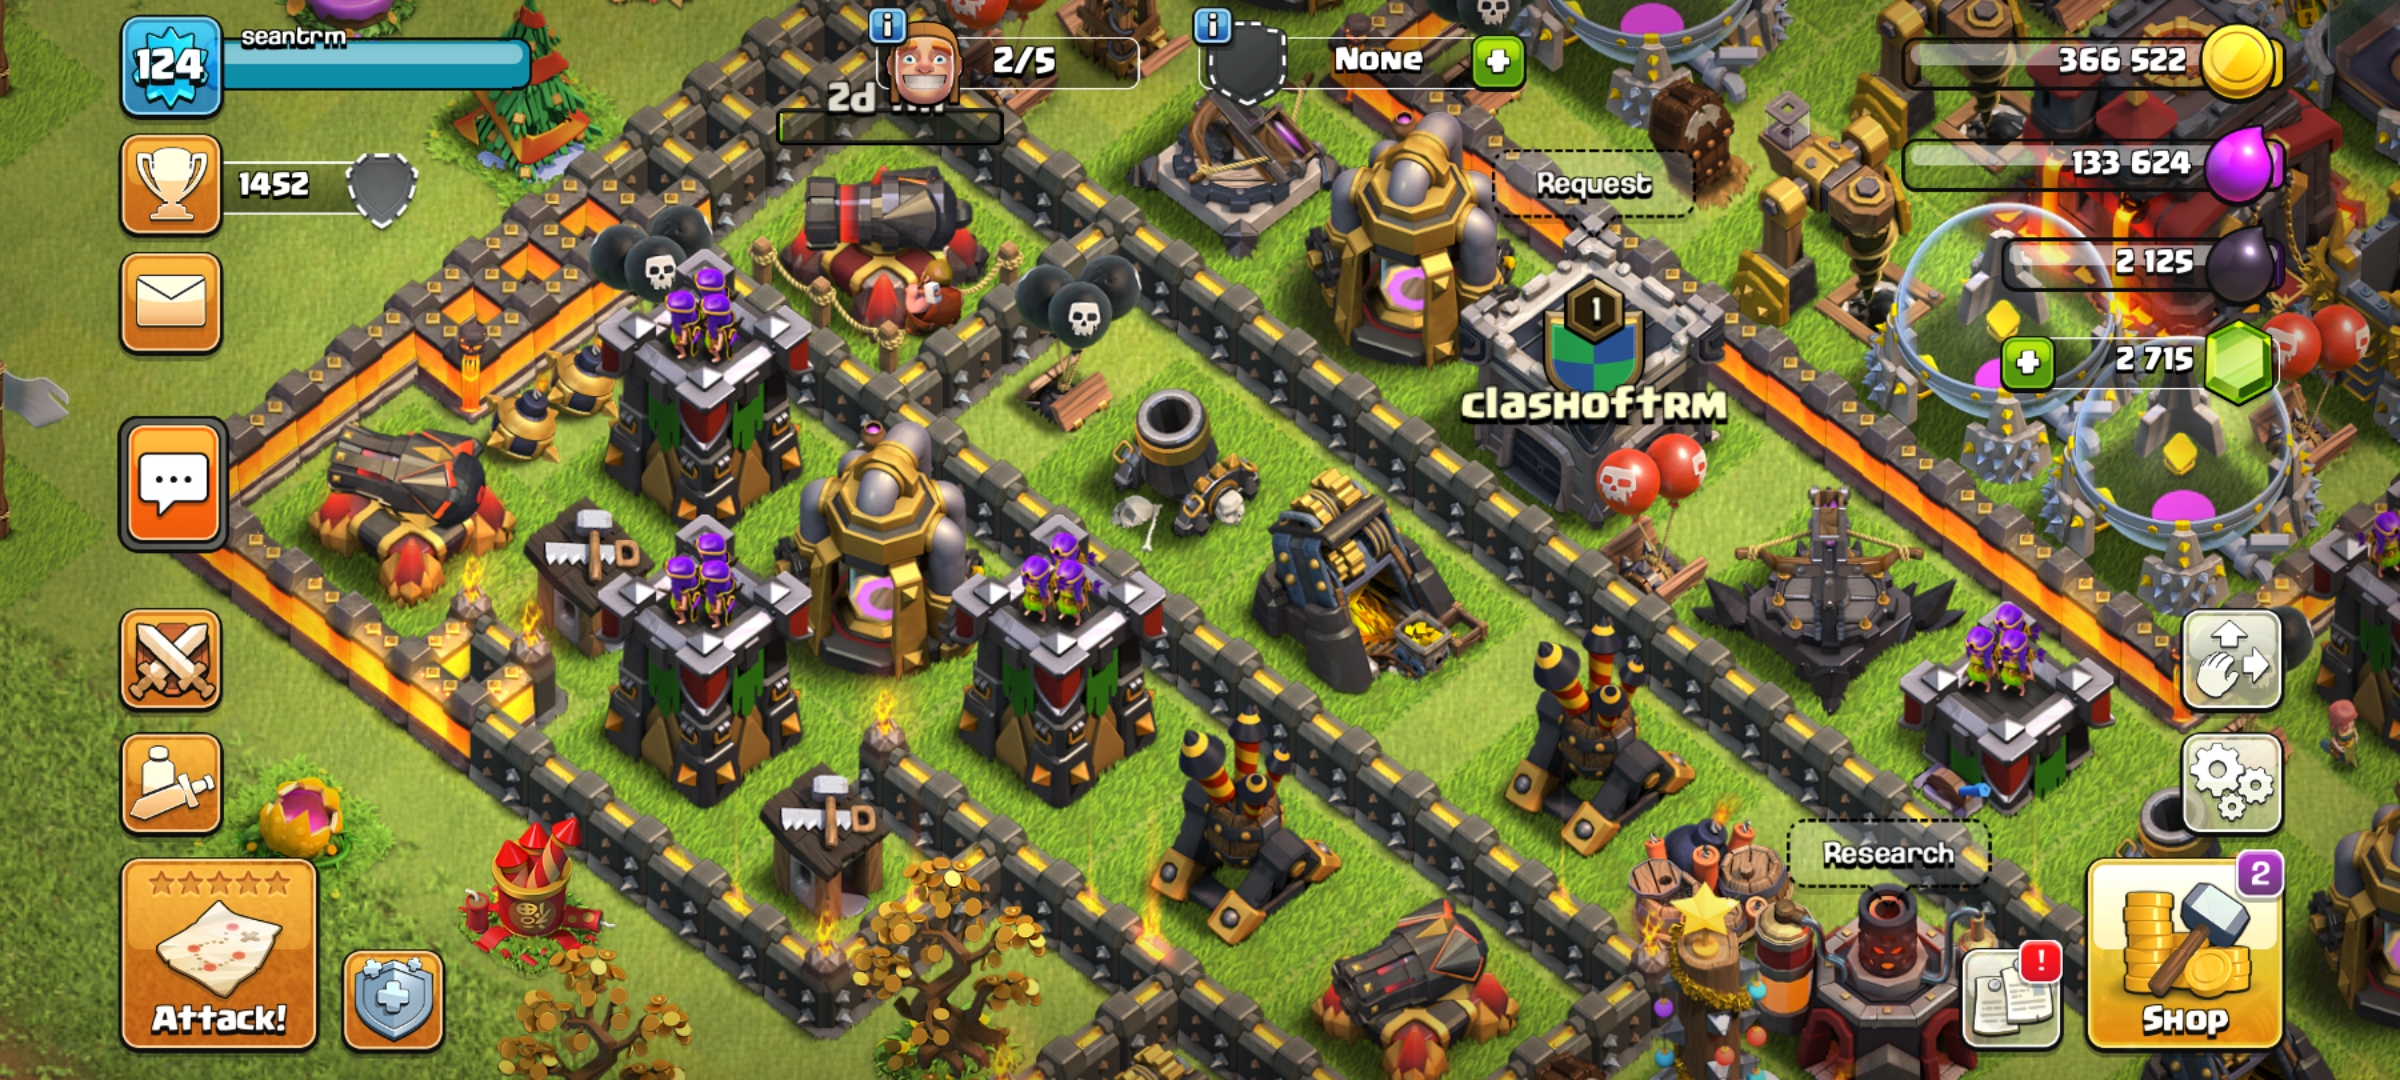 124
seantrm
2/5
None
366 522
2d
1452
Request
133 624
2 125
1
2 715
clashoftRM
Research
2
Attack!
!
Shop